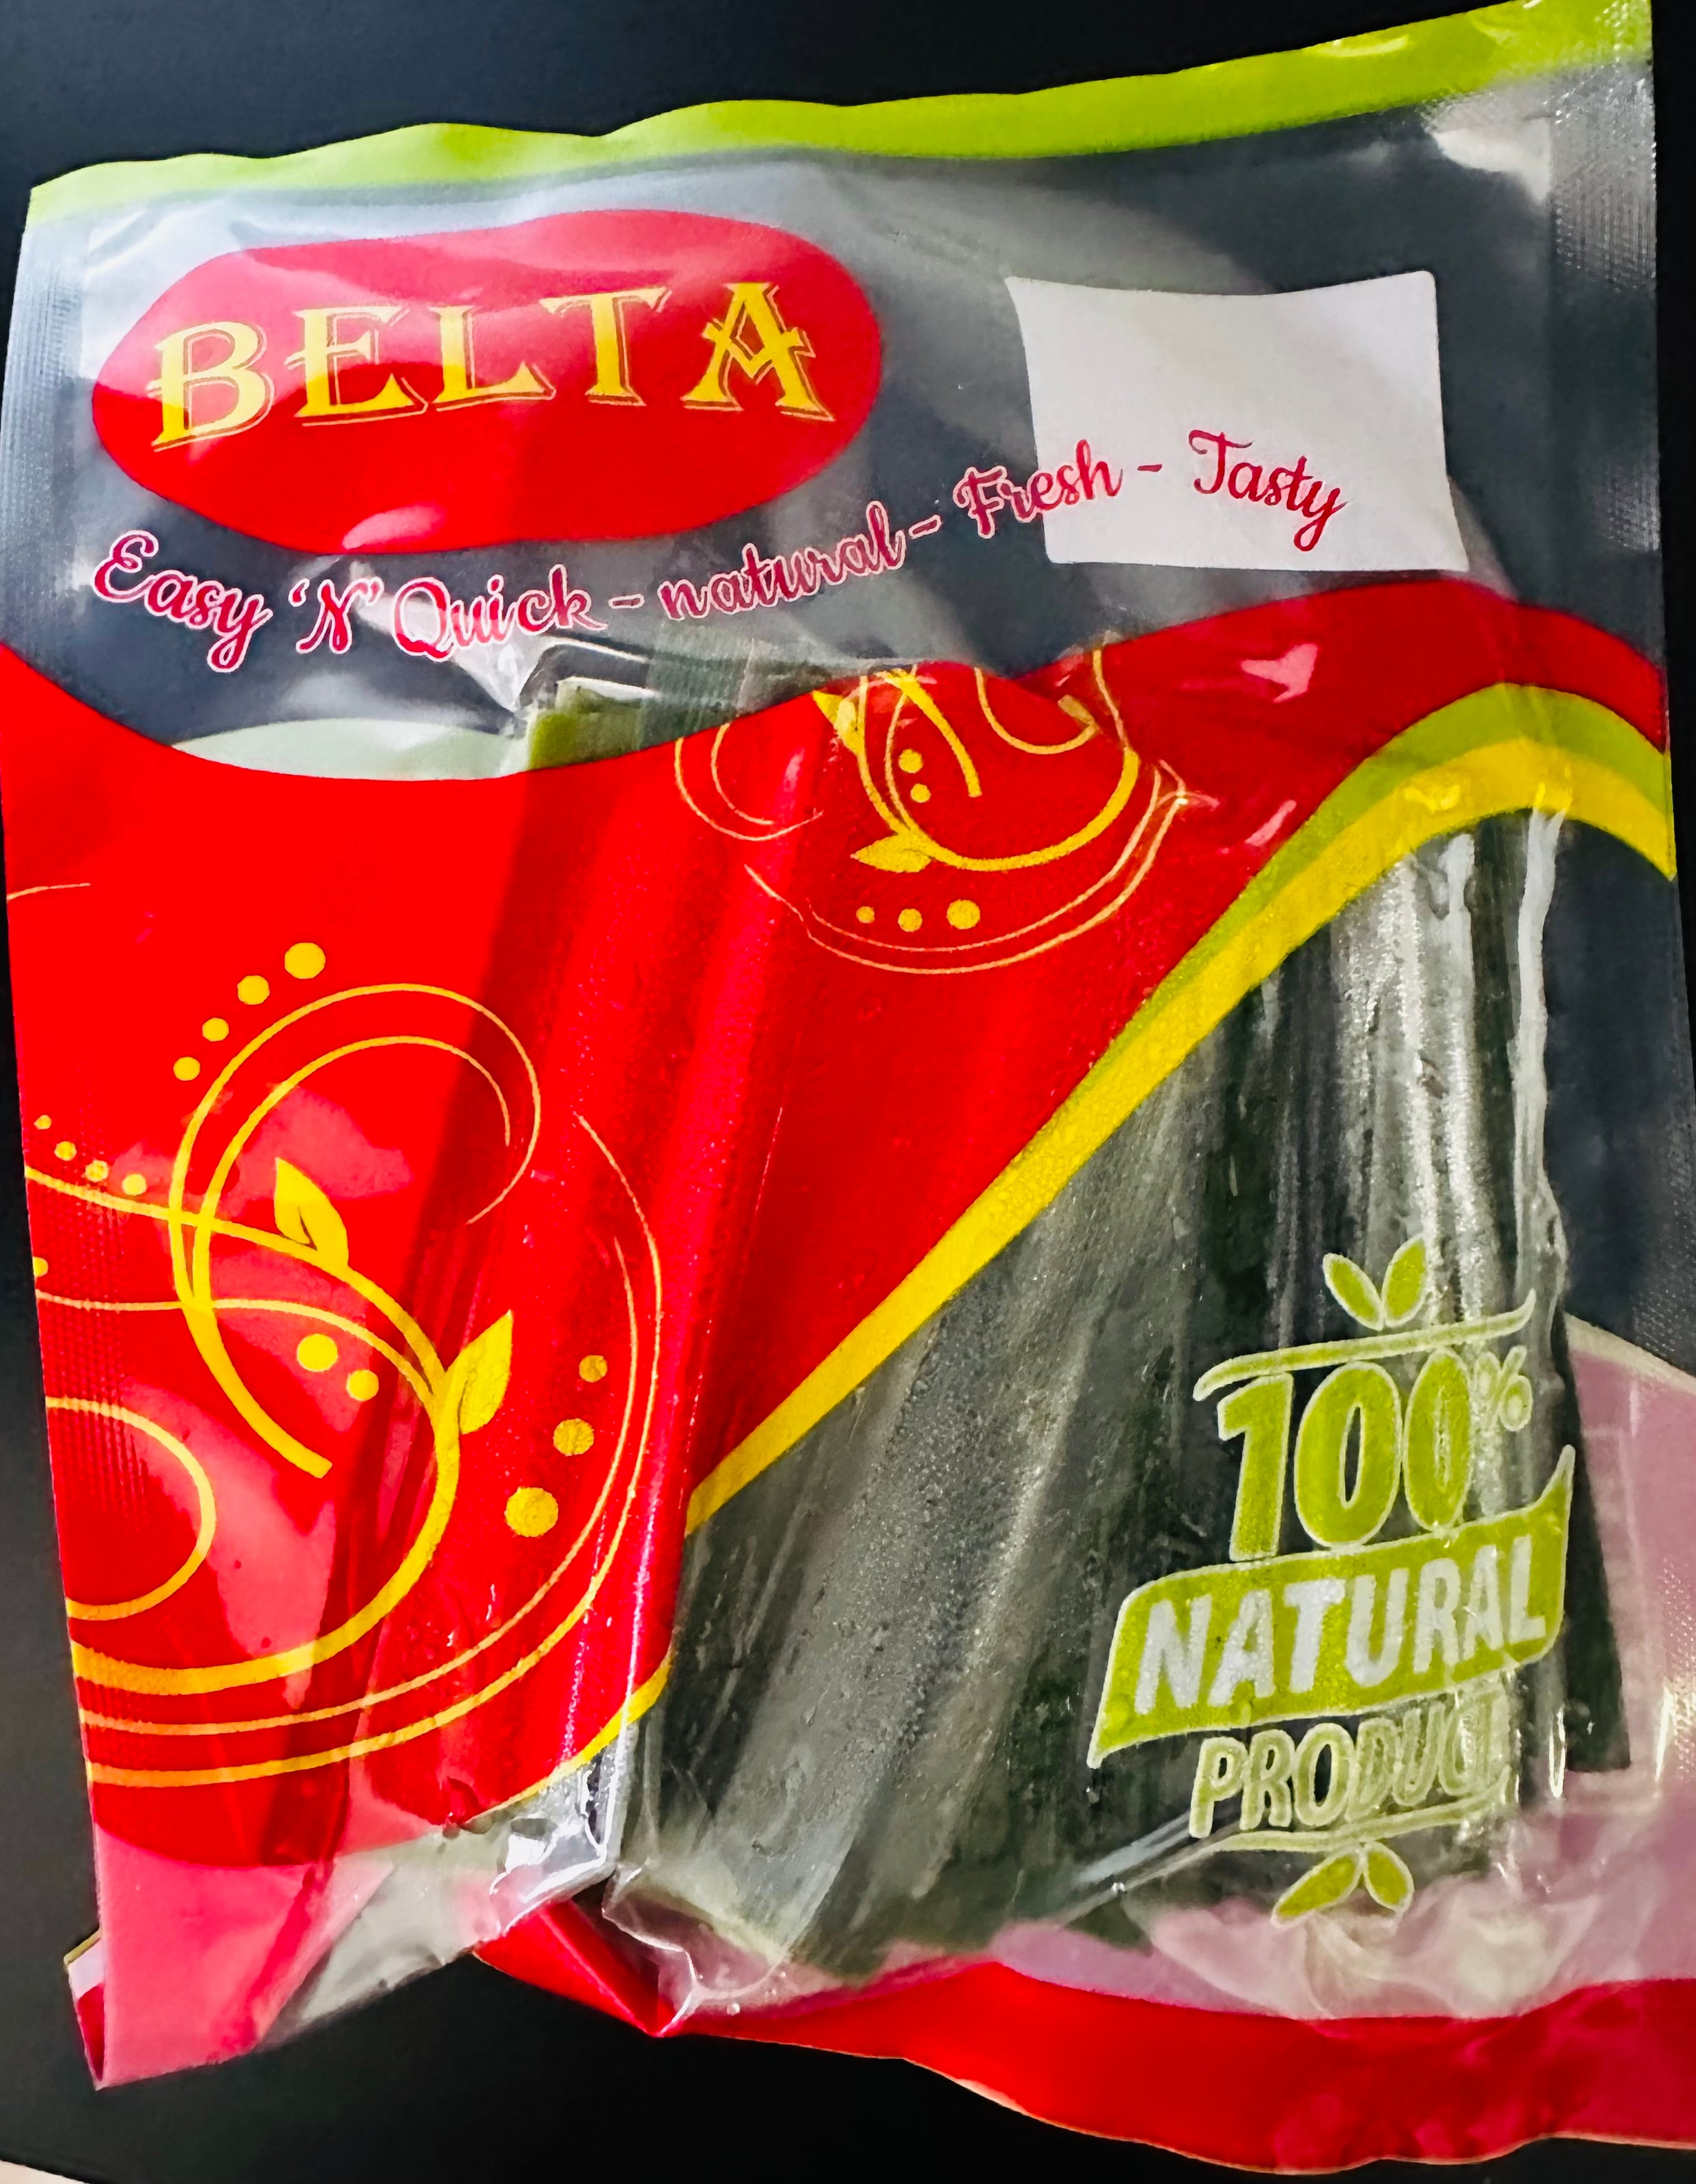 BELTA
Easy 'N' Quick - natural - Fresh - Tasty
100%
NATURAL
PRODUCT